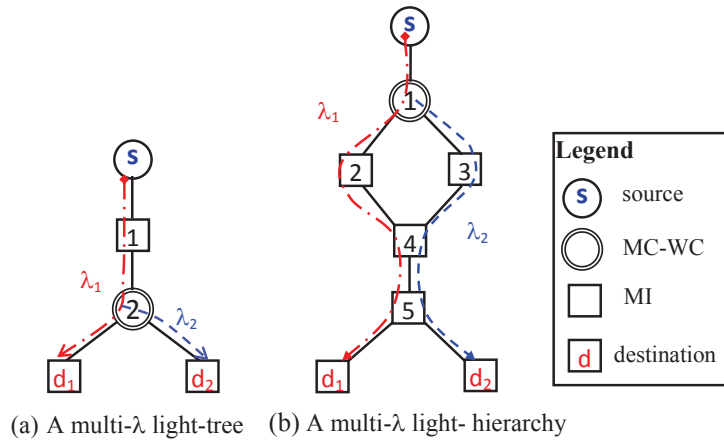 S
1
λ1
2
λ2
d1
d2
(a) A multi-λ light-tree
S
1
λ1
2
3
4
λ2
5
d1
d2
(b) A multi-λ light- hierarchy
Legend
S source
MC-WC
MI
d destination